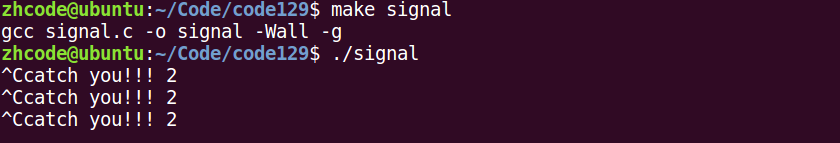 zhcode@ubuntu:~/Code/code129$ make signal
gcc signal.c -o signal -Wall -g
zhcode@ubuntu:~/Code/code129$ ./signal
^Ccatch you!!! 2
^Ccatch you!!! 2
^Ccatch you!!! 2